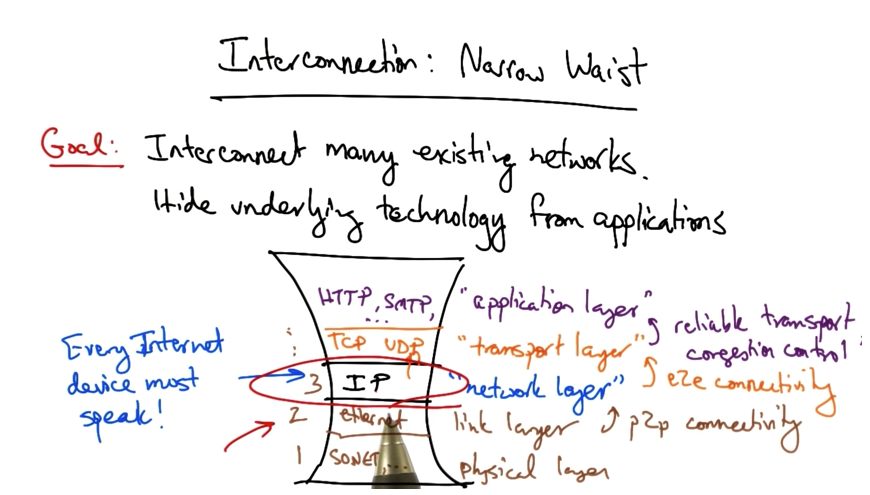 Interconnection: Narrow Waist
Goal: Interconnect many existing networks.
Hide underlying technology from applications
HTTP, SMTP, ... "application layer"
reliable transport
congestion control
TCP UDP "transport layer"
Every Internet
device most
speak!
3 IP "network layer" e2e connectivity
2 Ethernet link layer p2p connectivity
1 SONET, ... physical layer